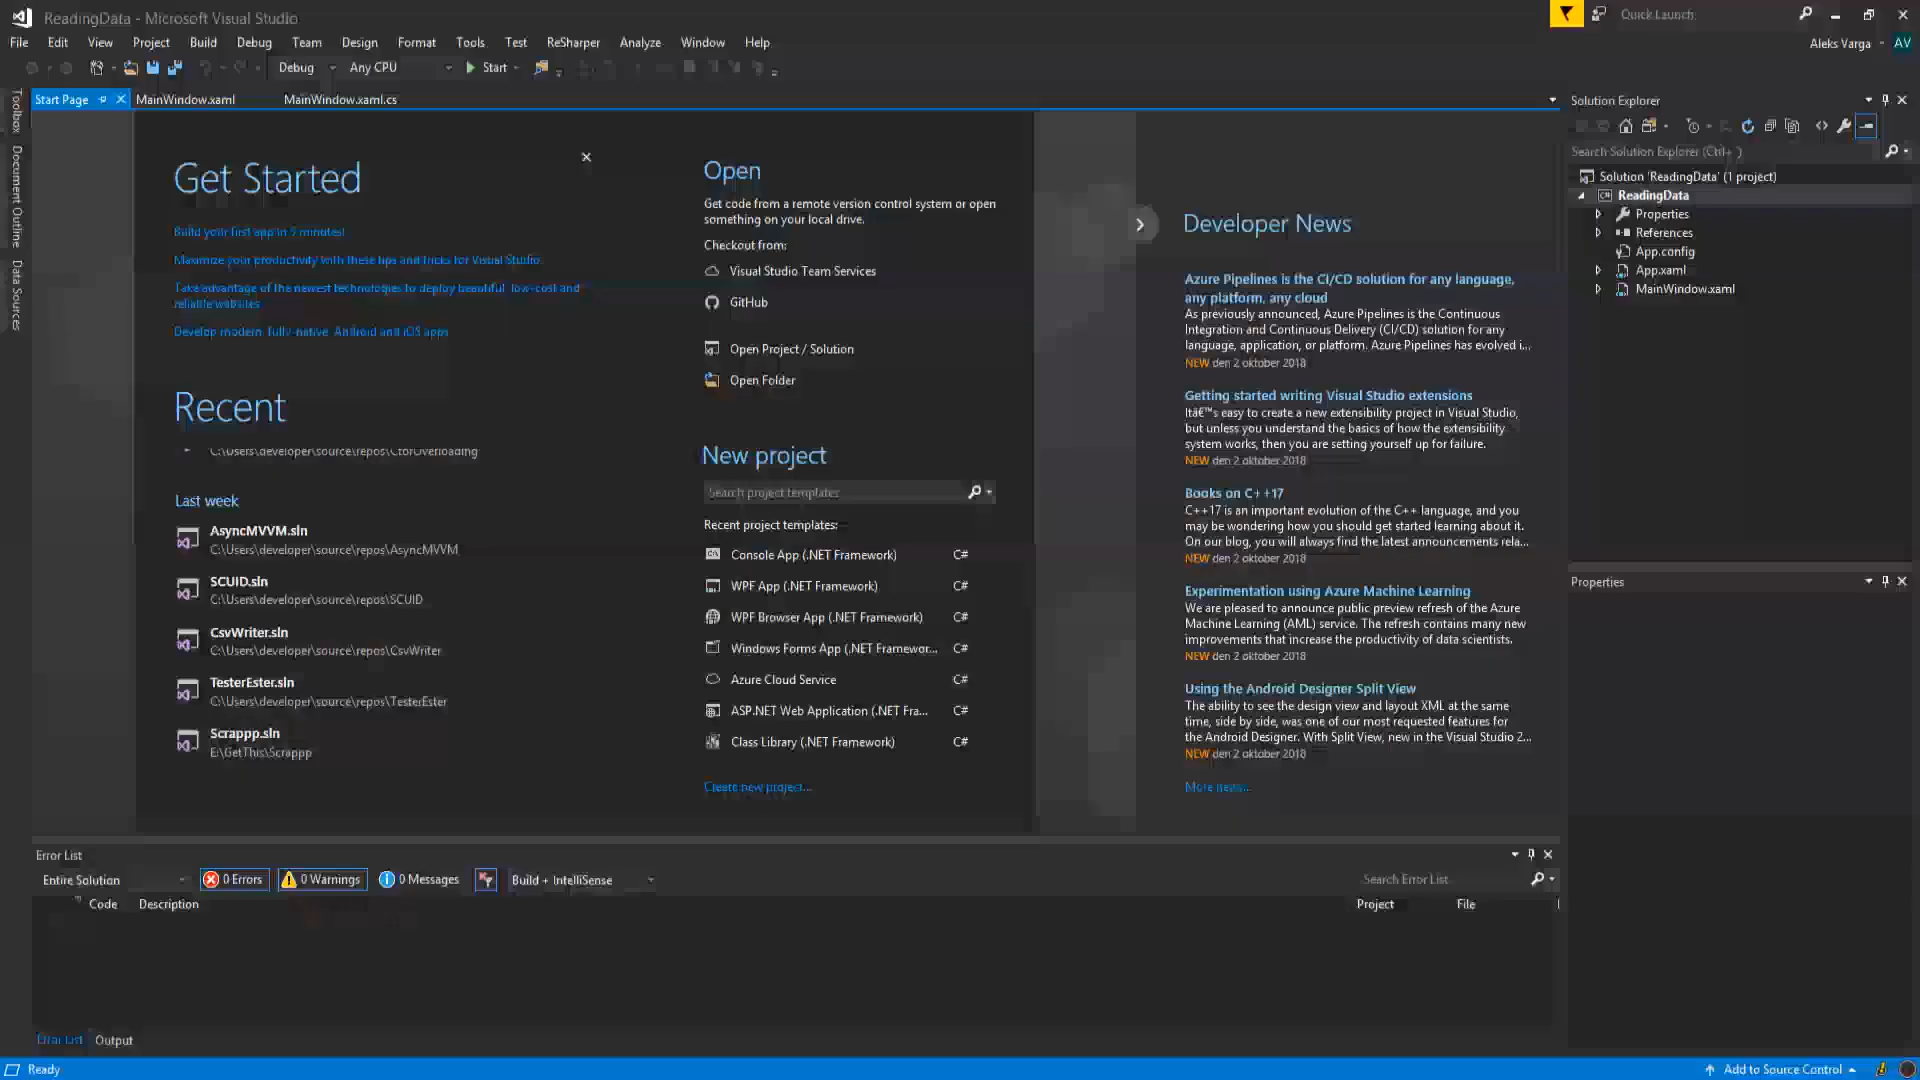 ReadingData - Microsoft Visual Studio
Quick Launch
File Edit View Project Build Debug Team Design Format Tools Test ReSharper Analyze Window Help
Aleks Varga AV
Debug Any CPU Start
Toolbox
Document Outline
Data Sources
Start Page MainWindow.xaml MainWindow.xaml.cs
Get Started
Build your first app in 5 minutes!
Maximize your productivity with these tips and tricks for Visual Studio
Take advantage of the newest technologies to deploy beautiful, low-cost and
reliable websites
Develop modern, fully-native, Android and iOS apps
Recent
C:\Users\developer\source\repos\CtorOverloading
Last week
AsyncMVVM.sln
C:\Users\developer\source\repos\AsyncMVVM
SCUID.sln
C:\Users\developer\source\repos\SCUID
CsvWriter.sln
C:\Users\developer\source\repos\CsvWriter
TesterEster.sln
C:\Users\developer\source\repos\TesterEster
Scrappp.sln
E:\GetThis\Scrappp
Open
Get code from a remote version control system or open
something on your local drive.
Checkout from:
Visual Studio Team Services
GitHub
Open Project / Solution
Open Folder
New project
Search project templates
Recent project templates:
Console App (.NET Framework) C#
WPF App (.NET Framework) C#
WPF Browser App (.NET Framework) C#
Windows Forms App (.NET Framewor... C#
Azure Cloud Service C#
ASP.NET Web Application (.NET Fra... C#
Class Library (.NET Framework) C#
Create new project...
Developer News
Azure Pipelines is the CI/CD solution for any language,
any platform, any cloud
As previously announced, Azure Pipelines is the Continuous
Integration and Continuous Delivery (CI/CD) solution for any
language, application, or platform. Azure Pipelines has evolved i...
NEW den 2 oktober 2018
Getting started writing Visual Studio extensions
Itâ€™s easy to create a new extensibility project in Visual Studio,
but unless you understand the basics of how the extensibility
system works, then you are setting yourself up for failure.
NEW den 2 oktober 2018
Books on C++17
C++17 is an important evolution of the C++ language, and you
may be wondering how you should get started learning about it.
On our blog, you will always find the latest announcements rela...
NEW den 2 oktober 2018
Experimentation using Azure Machine Learning
We are pleased to announce public preview refresh of the Azure
Machine Learning (AML) service. The refresh contains many new
improvements that increase the productivity of data scientists.
NEW den 2 oktober 2018
Using the Android Designer Split View
The ability to see the design view and layout XML at the same
time, side by side, was one of our most requested features for
the Android Designer. With Split View, new in the Visual Studio 2...
NEW den 2 oktober 2018
More news...
Solution Explorer
Search Solution Explorer (Ctrl+ )
Solution 'ReadingData' (1 project)
ReadingData
Properties
References
App.config
App.xaml
MainWindow.xaml
Properties
Error List
Entire Solution 0 Errors 0 Warnings 0 Messages Build + IntelliSense Search Error List
Code Description Project File
Error List Output
Ready Add to Source Control